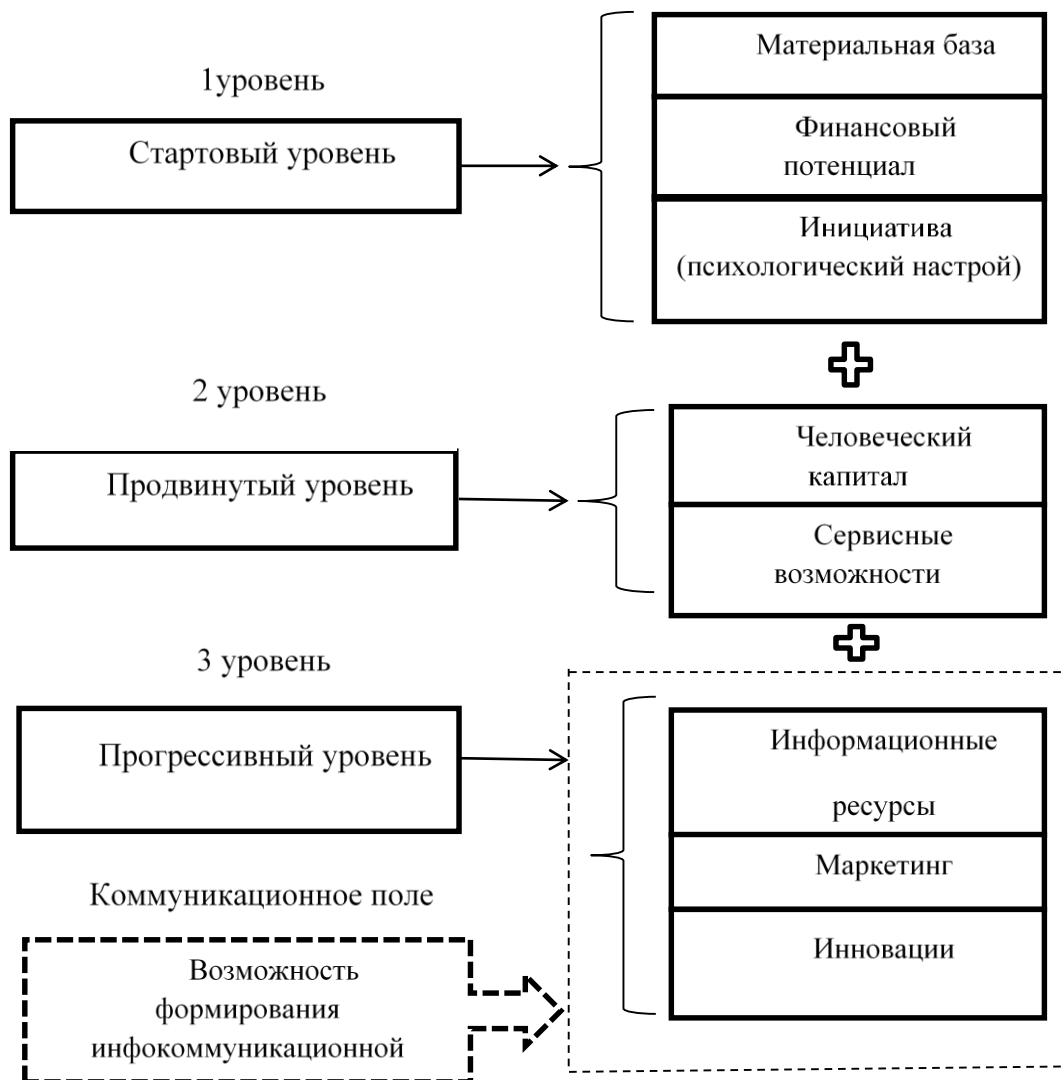 1уровень
Стартовый уровень
Материальная база
Финансовый
потенциал
Инициатива
(психологический настрой)
2 уровень
Продвинутый уровень
Человеческий
капитал
Сервисные
возможности
3 уровень
Прогрессивный уровень
Информационные
ресурсы
Маркетинг
Инновации
Коммуникационное поле
Возможность
формирования
инфокоммуникационной